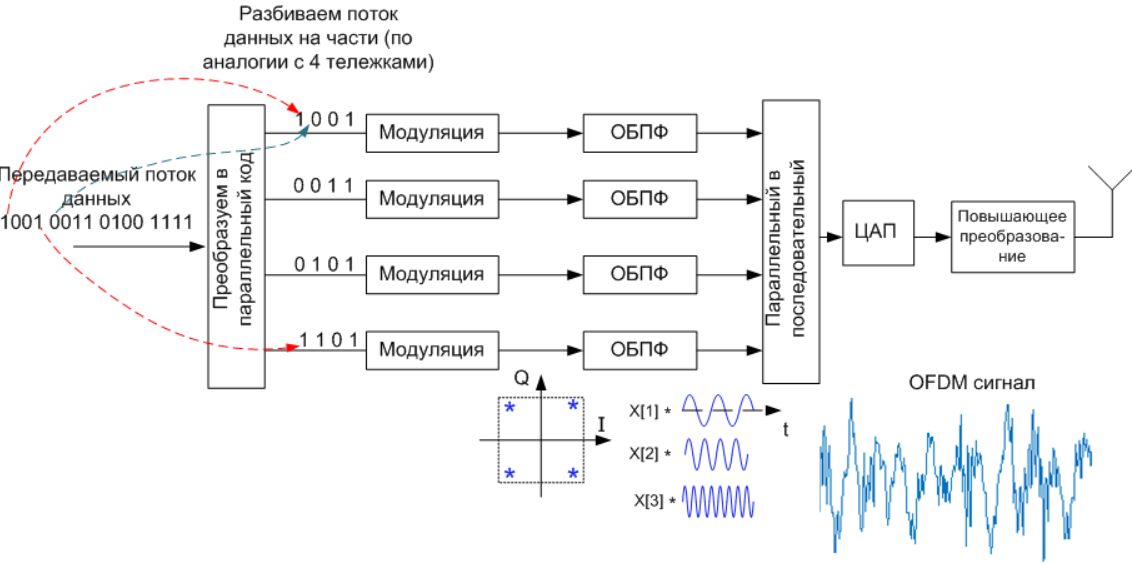 Разбиваем поток
данных на части (по
аналогии с 4 тележками)
Передаваемый поток
данных
1001 0011 0100 1111
Преобразуем в
параллельный код
1 0 0 1
Модуляция
ОБПФ
0 0 1 1
Модуляция
ОБПФ
0 1 0 1
Модуляция
ОБПФ
1 1 0 1
Модуляция
ОБПФ
Параллельный в
последовательный
ЦАП
Повышающее
преобразова-
ние
Q
I
X[1] *
t
X[2] *
X[3] *
OFDM сигнал